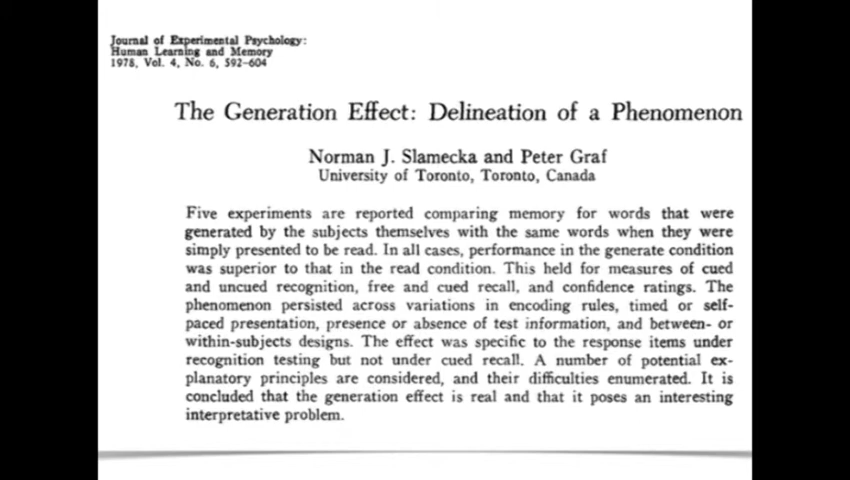 Journal of Experimental Psychology:
Human Learning and Memory
1978, Vol. 4, No. 6, 592-604
The Generation Effect: Delineation of a Phenomenon
Norman J. Slamecka and Peter Graf
University of Toronto, Toronto, Canada
Five experiments are reported comparing memory for words that were
generated by the subjects themselves with the same words when they were
simply presented to be read. In all cases, performance in the generate condition
was superior to that in the read condition. This held for measures of cued
and uncued recognition, free and cued recall, and confidence ratings. The
phenomenon persisted across variations in encoding rules, timed or self-
paced presentation, presence or absence of test information, and between- or
within-subjects designs. The effect was specific to the response items under
recognition testing but not under cued recall. A number of potential ex-
planatory principles are considered, and their difficulties enumerated. It is
concluded that the generation effect is real and that it poses an interesting
interpretative problem.